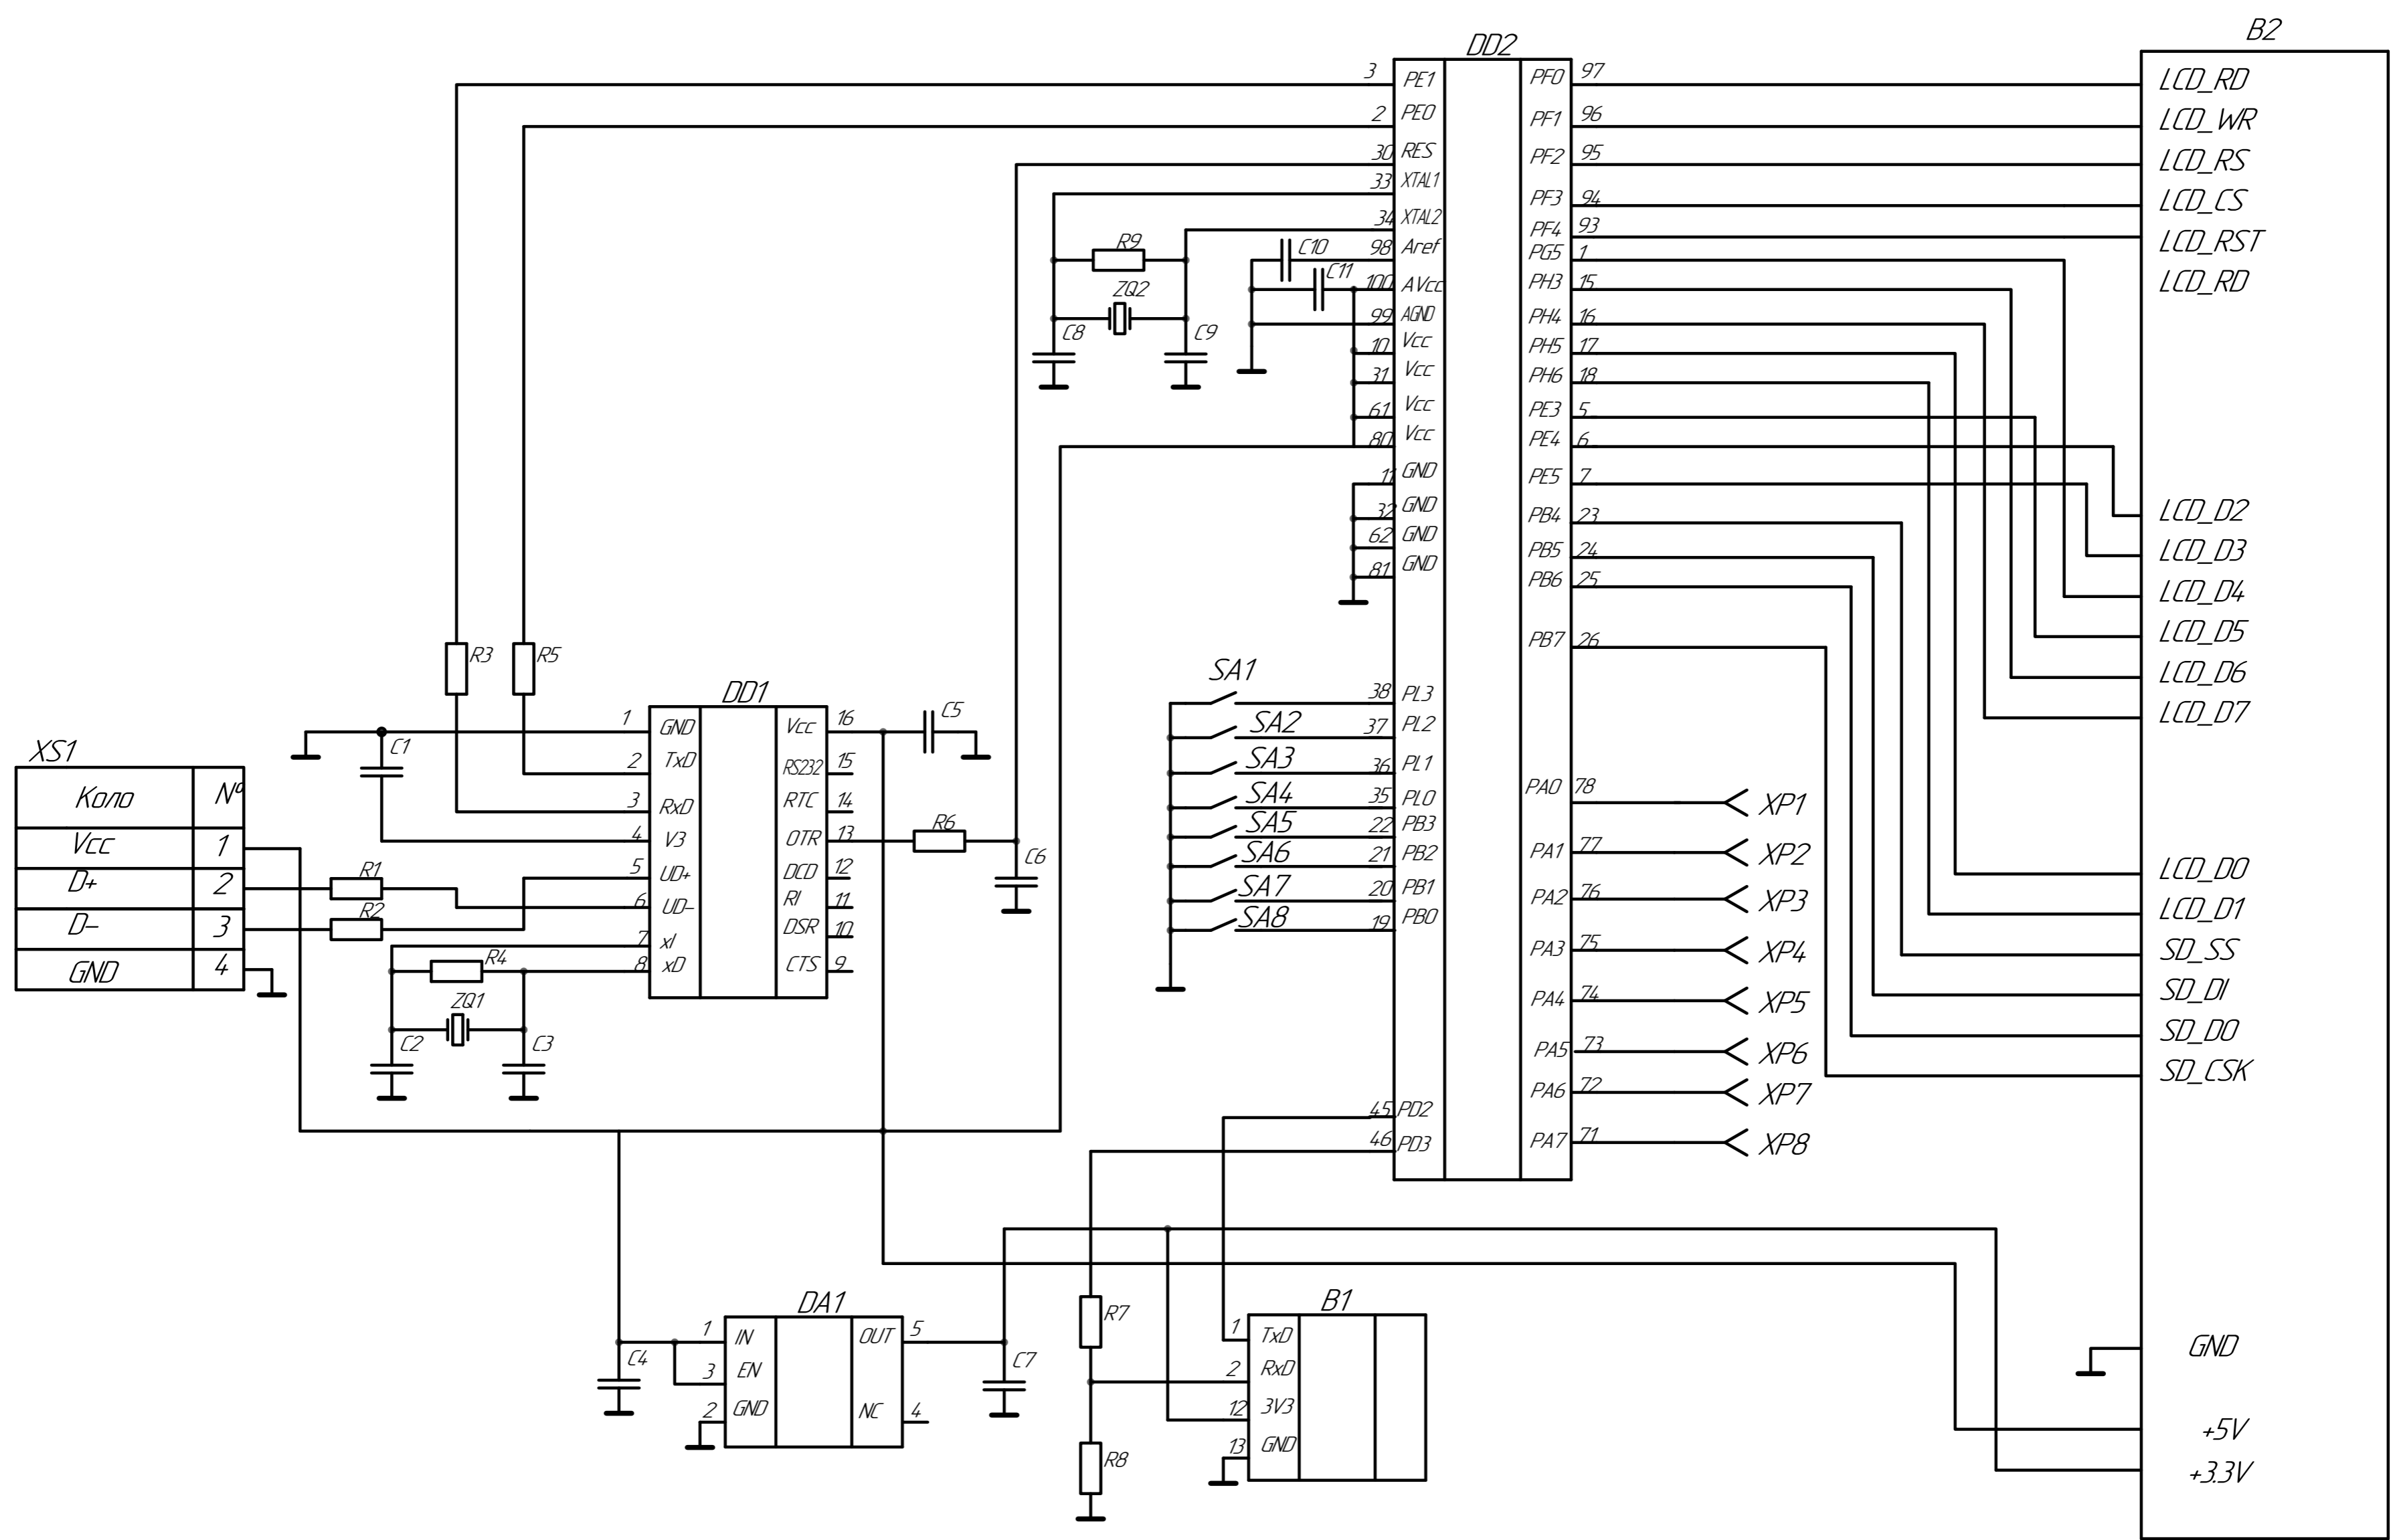 B2
DD2
3 PE1
2 PE0
30 RES
33 XTAL1
34 XTAL2
98 Aref
100 AVcc
99 AGND
10 Vcc
31 Vcc
61 Vcc
80 Vcc
11 GND
32 GND
62 GND
81 GND
38 PL3
37 PL2
36 PL1
35 PL0
22 PB3
21 PB2
20 PB1
19 PB0
45 PD2
46 PD3
PF0 97
PF1 96
PF2 95
PF3 94
PF4 93
PG5 1
PH3 15
PH4 16
PH5 17
PH6 18
PE3 5
PE4 6
PE5 7
PB4 23
PB5 24
PB6 25
PB7 26
PA0 78
PA1 77
PA2 76
PA3 75
PA4 74
PA5 73
PA6 72
PA7 71
XP1
XP2
XP3
XP4
XP5
XP6
XP7
XP8
LCD_RD
LCD_WR
LCD_RS
LCD_CS
LCD_RST
LCD_RD
LCD_D2
LCD_D3
LCD_D4
LCD_D5
LCD_D6
LCD_D7
LCD_D0
LCD_D1
SD_SS
SD_DI
SD_DO
SD_CSK
GND
+5V
+3.3V
R9
ZQ2
C8
C9
C10
C11
SA1
SA2
SA3
SA4
SA5
SA6
SA7
SA8
R3
R5
DD1
1 GND
2 TxD
3 RxD
4 V3
5 UD+
6 UD-
7 xI
8 xD
Vcc 16
RS232 15
RTC 14
OTR 13
DCD 12
RI 11
DSR 10
CTS 9
C5
R6
C6
C1
XS1
Коло Nº
Vcc 1
D+ 2
D- 3
GND 4
R1
R2
R4
ZQ1
C2
C3
DA1
1 IN
3 EN
2 GND
OUT 5
NC 4
C4
C7
R7
R8
B1
1 TxD
2 RxD
12 3V3
13 GND